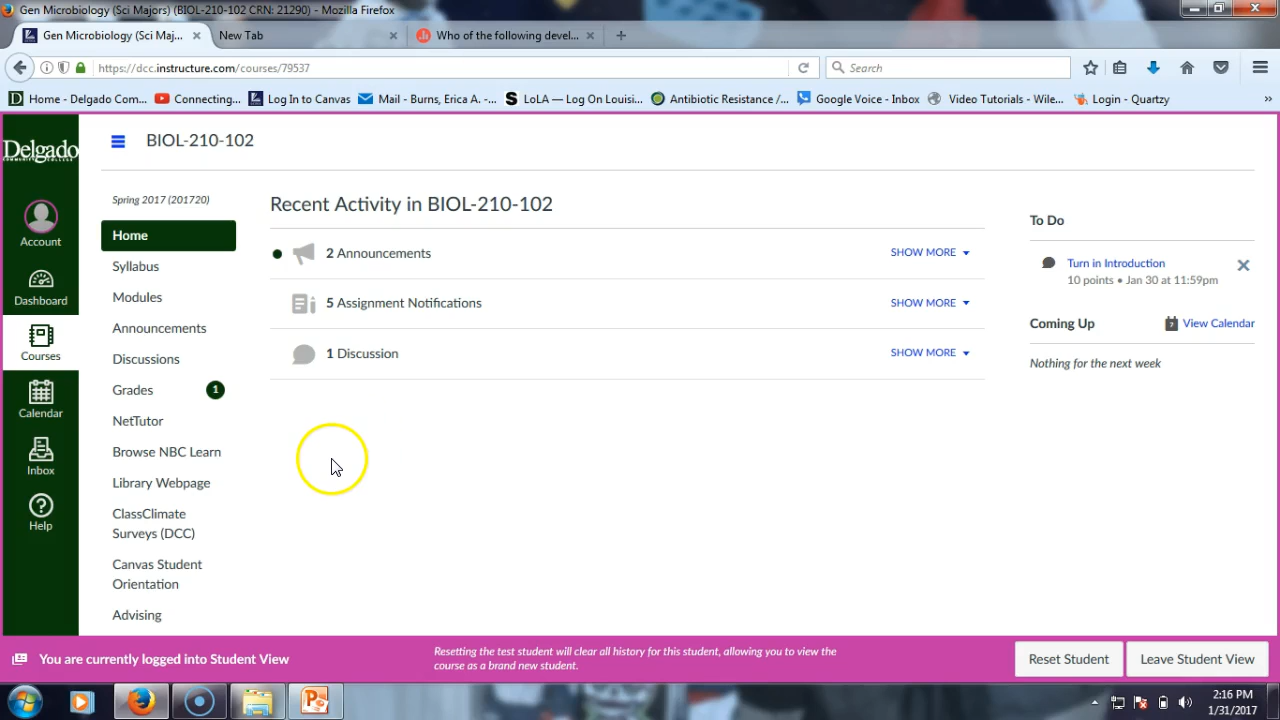 Gen Microbiology (Sci Majors) (BIOL-210-102 CRN: 21290) - Mozilla Firefox
Gen Microbiology (Sci Maj...
New Tab
Who of the following devel...
https://dcc.instructure.com/courses/79537
Search
Home - Delgado Com...
Connecting...
Log In to Canvas
Mail - Burns, Erica A. -...
LoLA — Log On Louisi...
Antibiotic Resistance /...
Google Voice - Inbox
Video Tutorials - Wile...
Login - Quartzy
Delgado
COMMUNITY COLLEGE
Account
Dashboard
Courses
Calendar
Inbox
Help
BIOL-210-102
Spring 2017 (201720)
Home
Syllabus
Modules
Announcements
Discussions
Grades 1
NetTutor
Browse NBC Learn
Library Webpage
ClassClimate
Surveys (DCC)
Canvas Student
Orientation
Advising
Recent Activity in BIOL-210-102
2 Announcements SHOW MORE
5 Assignment Notifications SHOW MORE
1 Discussion SHOW MORE
To Do
Turn in Introduction
10 points • Jan 30 at 11:59pm
Coming Up
View Calendar
Nothing for the next week
You are currently logged into Student View
Resetting the test student will clear all history for this student, allowing you to view the
course as a brand new student.
Reset Student
Leave Student View
2:16 PM
1/31/2017